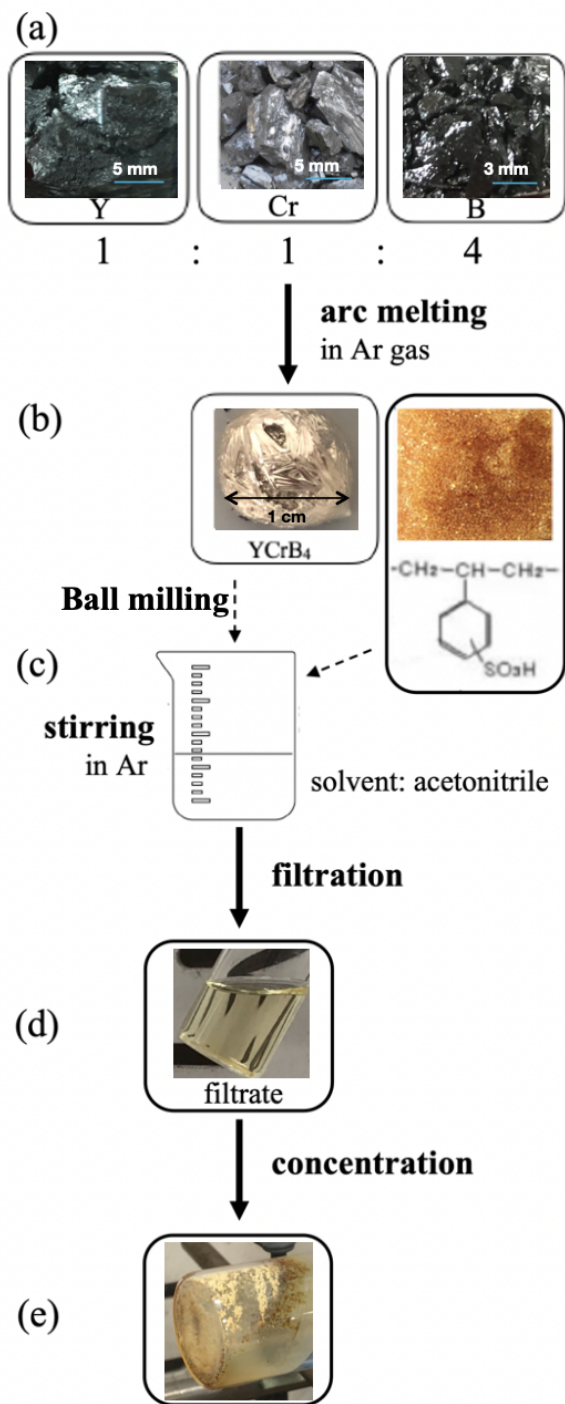 (a)
5 mm
5 mm
3 mm
Y
Cr
B
1 : 1 : 4
arc melting
in Ar gas
(b)
1 cm
YCrB₄
-CH₂-CH-CH₂-
SO₃H
Ball milling
(c)
stirring
in Ar
solvent: acetonitrile
filtration
(d)
filtrate
concentration
(e)